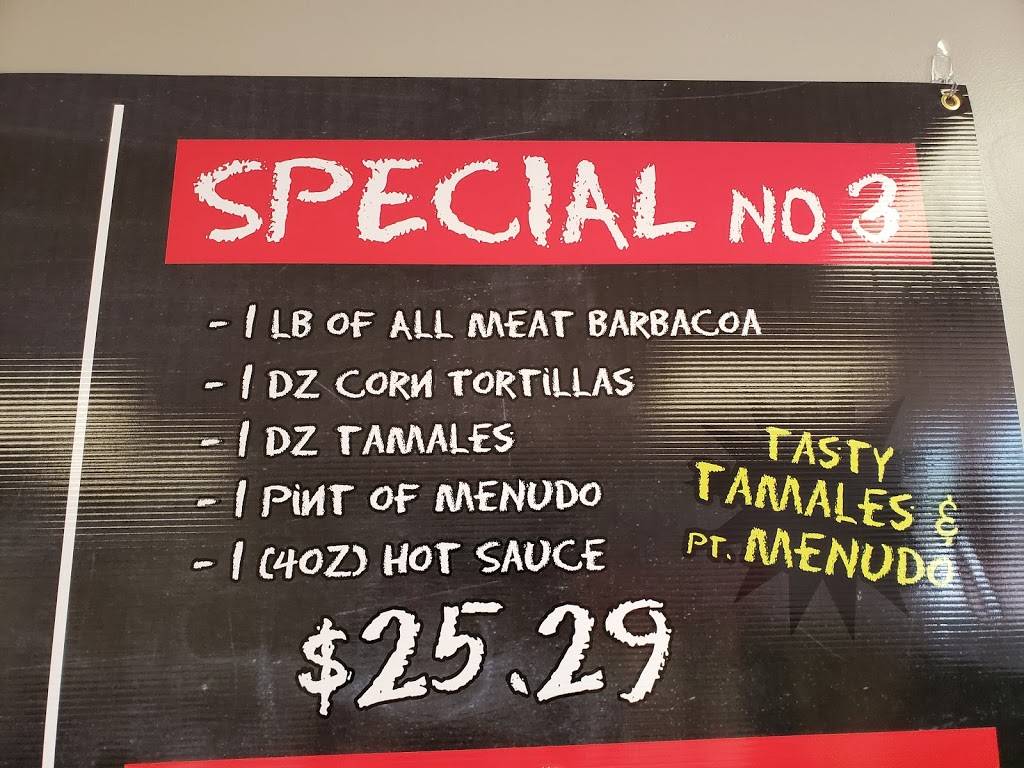 SPECIAL NO.3
- 1 LB OF ALL MEAT BARBACOA
- 1 DZ CORN TORTILLAS
- 1 DZ TAMALES
- 1 PINT OF MENUDO
- 1 (4OZ) HOT SAUCE
$25.29
TASTY
TAMALES &
PT. MENUDO